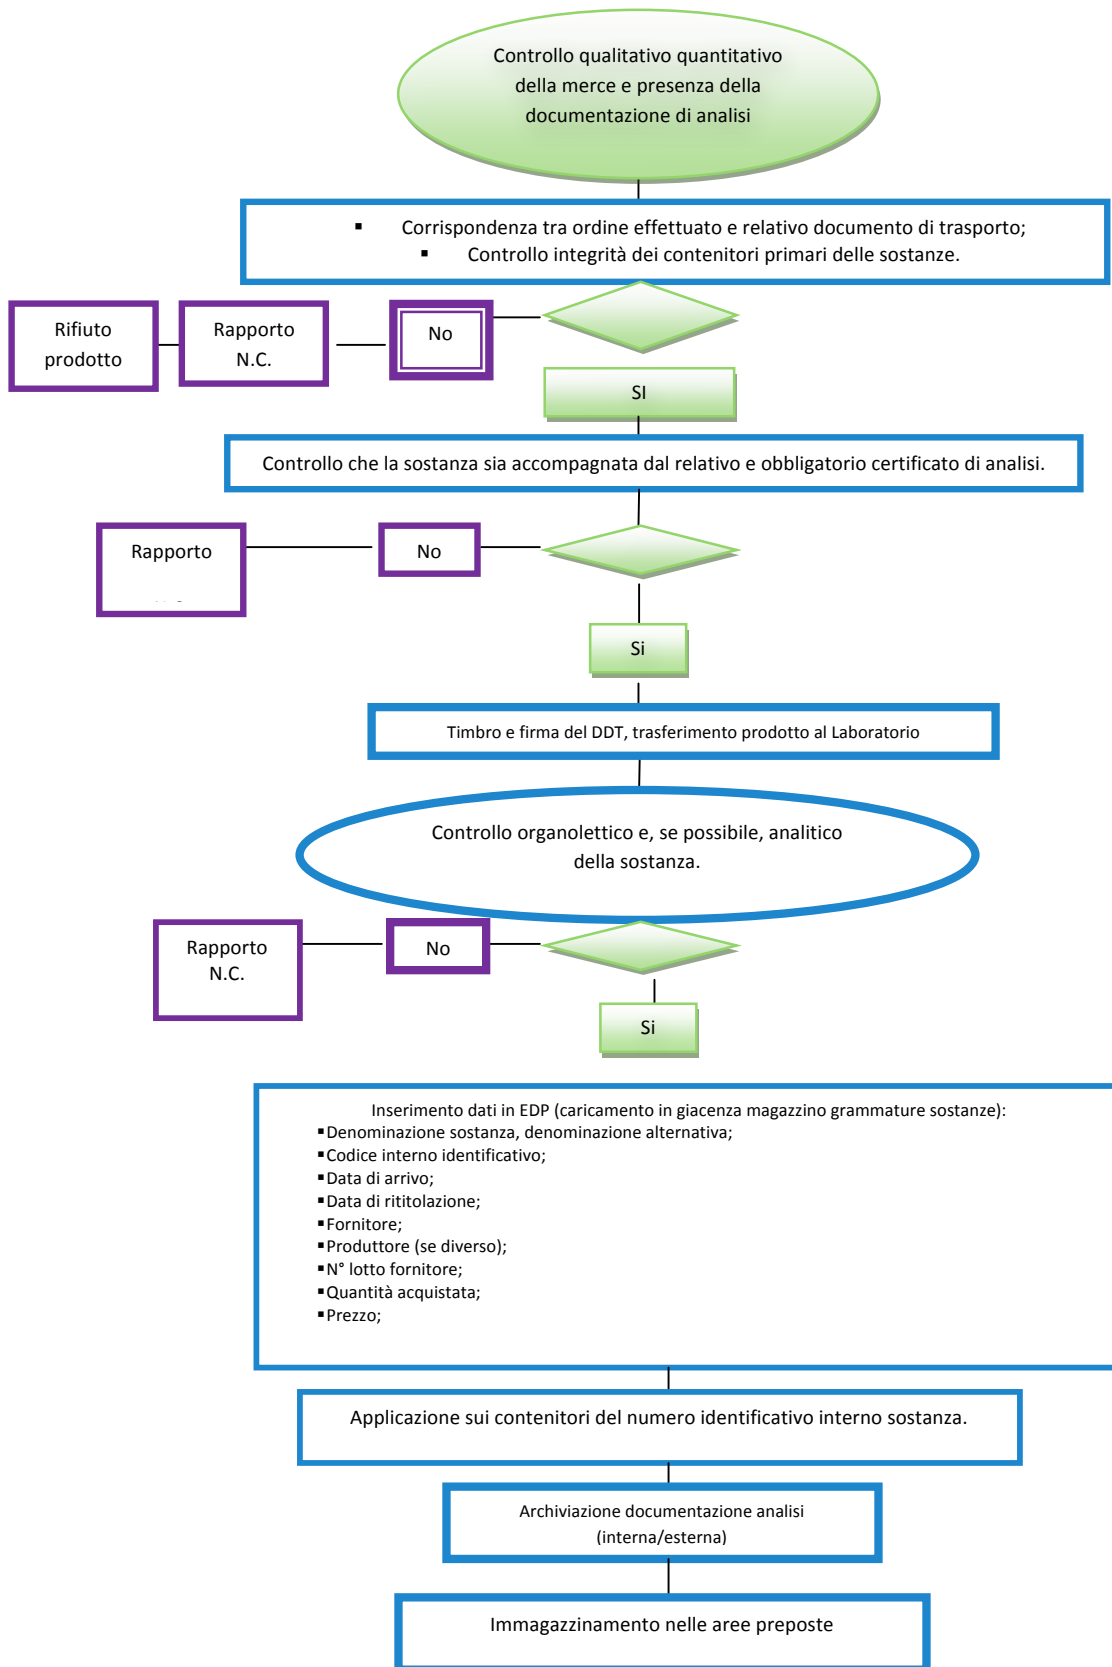 Controllo qualitativo quantitativo
della merce e presenza della
documentazione di analisi
▪ Corrispondenza tra ordine effettuato e relativo documento di trasporto;
▪ Controllo integrità dei contenitori primari delle sostanze.
Rifiuto
prodotto
Rapporto
N.C.
No
SI
Controllo che la sostanza sia accompagnata dal relativo e obbligatorio certificato di analisi.
Rapporto
No
Si
Timbro e firma del DDT, trasferimento prodotto al Laboratorio
Controllo organolettico e, se possibile, analitico
della sostanza.
Rapporto
N.C.
No
Si
Inserimento dati in EDP (caricamento in giacenza magazzino grammature sostanze):
▪Denominazione sostanza, denominazione alternativa;
▪Codice interno identificativo;
▪Data di arrivo;
▪Data di rititolazione;
▪Fornitore;
▪Produttore (se diverso);
▪N° lotto fornitore;
▪Quantità acquistata;
▪Prezzo;
Applicazione sui contenitori del numero identificativo interno sostanza.
Archiviazione documentazione analisi
(interna/esterna)
Immagazzinamento nelle aree preposte